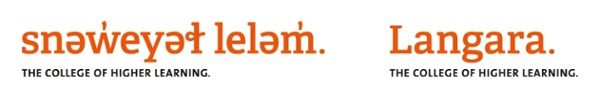 snəw̓eyəɬ leləm̓.
THE COLLEGE OF HIGHER LEARNING.
Langara.
THE COLLEGE OF HIGHER LEARNING.